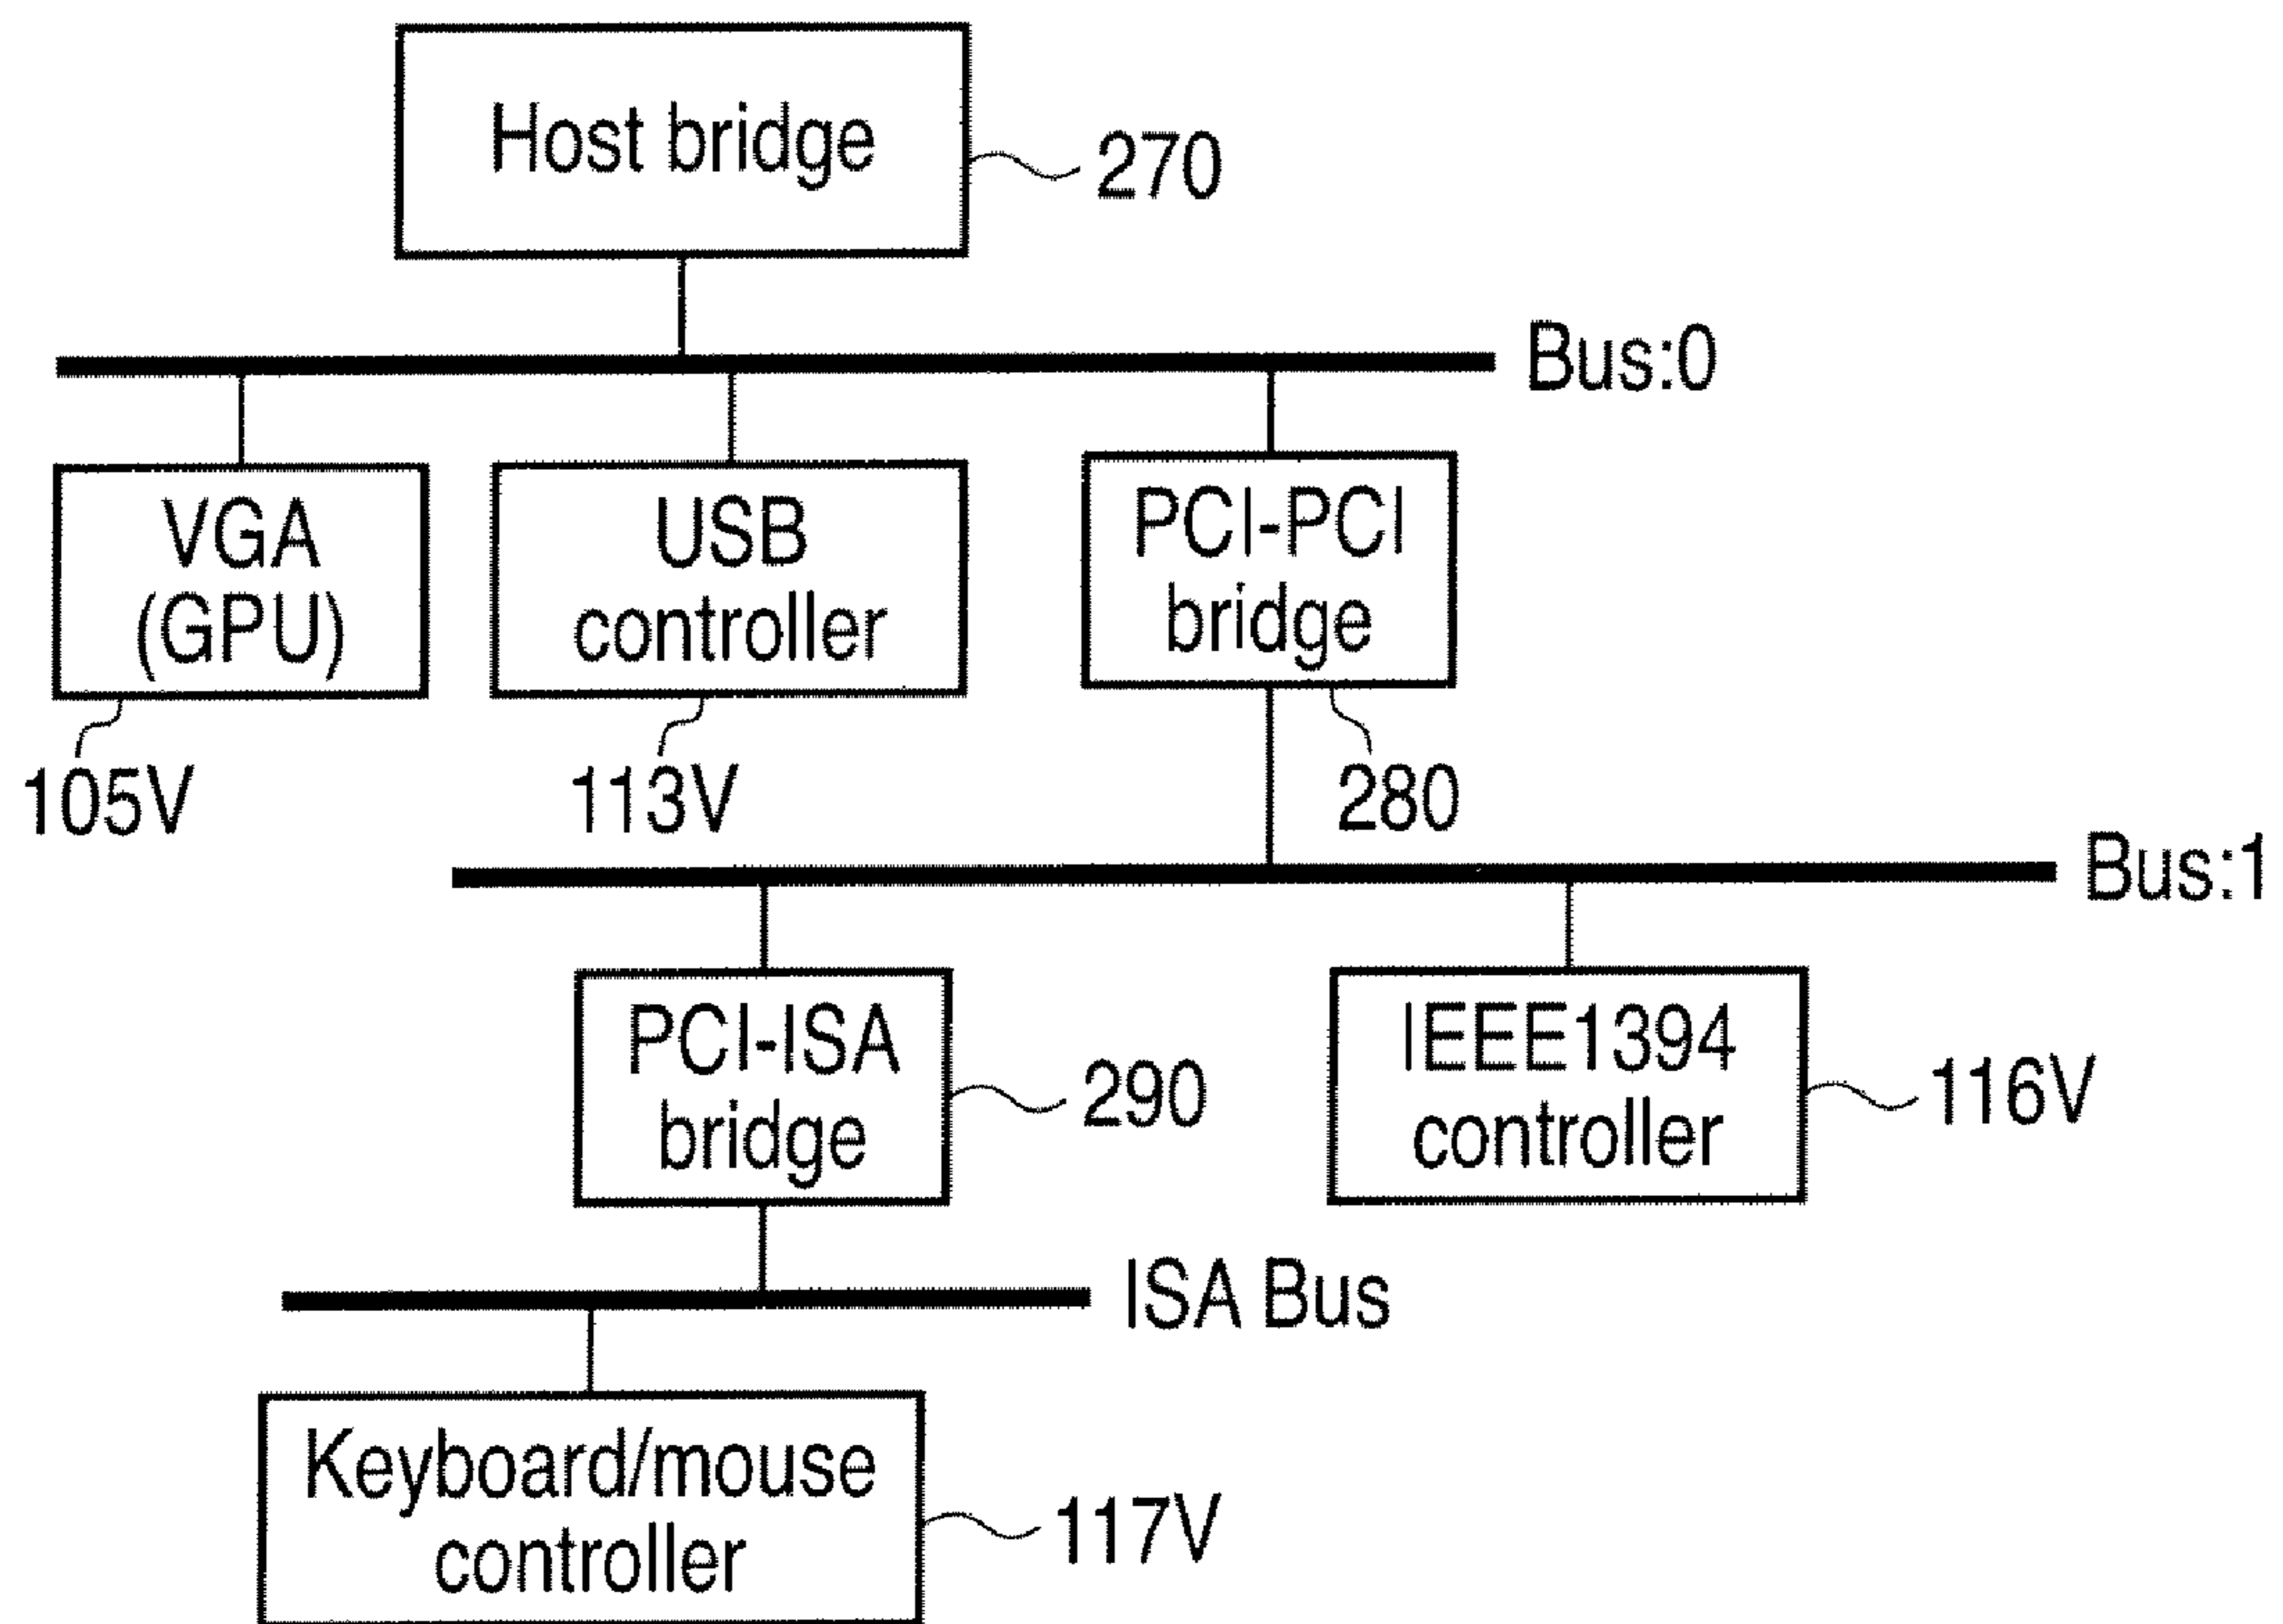 Host bridge
270
Bus:0
VGA
(GPU)
USB
controller
PCI-PCI
bridge
105V
113V
280
Bus:1
PCI-ISA
bridge
290
IEEE1394
controller
116V
ISA Bus
Keyboard/mouse
controller
117V